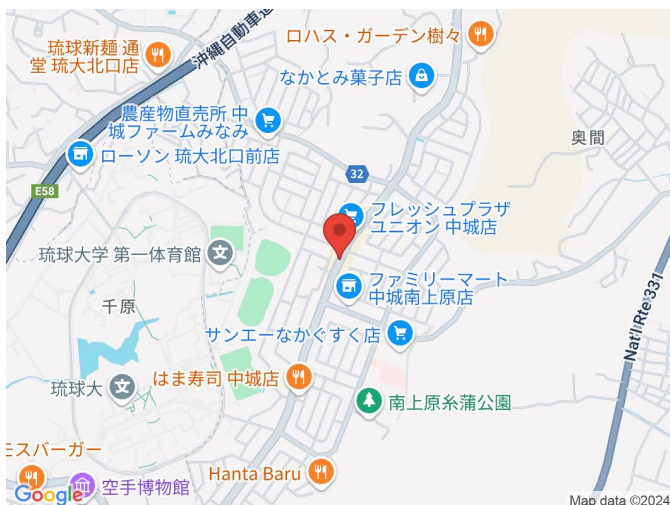 琉球新麺 通
堂 琉大北口店
沖縄自動車道
ロハス・ガーデン樹々
なかとみ菓子店
農産物直売所 中
城ファームみなみ
ローソン 琉大北口前店
奥間
32
E58
フレッシュプラザ
ユニオン 中城店
琉球大学 第一体育館
ファミリーマート
中城南上原店
千原
サンエーなかぐすく店
Nat'l Rte 331
はま寿司 中城店
琉球大
南上原糸蒲公園
モスバーガー
Hanta Baru
空手博物館
Google
Map data ©2024